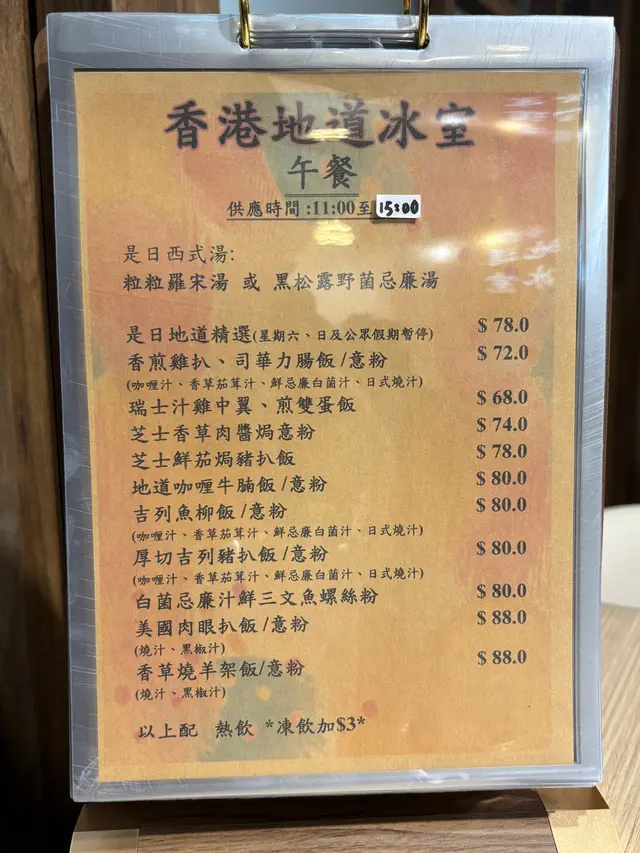 香港地道冰室
午餐
供應時間:11:00至15:00
是日西式湯:
粒粒羅宋湯 或 黑松露野菌忌廉湯
是日地道精選(星期六、日及公眾假期暫停) $ 78.0
香煎雞扒、司華力腸飯/意粉 $ 72.0
(咖喱汁、香草茄茸汁、鮮忌廉白菌汁、日式燒汁)
瑞士汁雞中翼、煎雙蛋飯 $ 68.0
芝士香草肉醬焗意粉 $ 74.0
芝士鮮茄焗豬扒飯 $ 78.0
地道咖喱牛腩飯/意粉 $ 80.0
吉列魚柳飯/意粉 $ 80.0
(咖喱汁、香草茄茸汁、鮮忌廉白菌汁、日式燒汁)
厚切吉列豬扒飯/意粉 $ 80.0
(咖喱汁、香草茄茸汁、鮮忌廉白菌汁、日式燒汁)
白菌忌廉汁鮮三文魚螺絲粉 $ 80.0
美國肉眼扒飯/意粉 $ 88.0
(燒汁、黑椒汁)
香草燒羊架飯/意粉 $ 88.0
(燒汁、黑椒汁)
以上配 熱飲 *凍飲加$3*